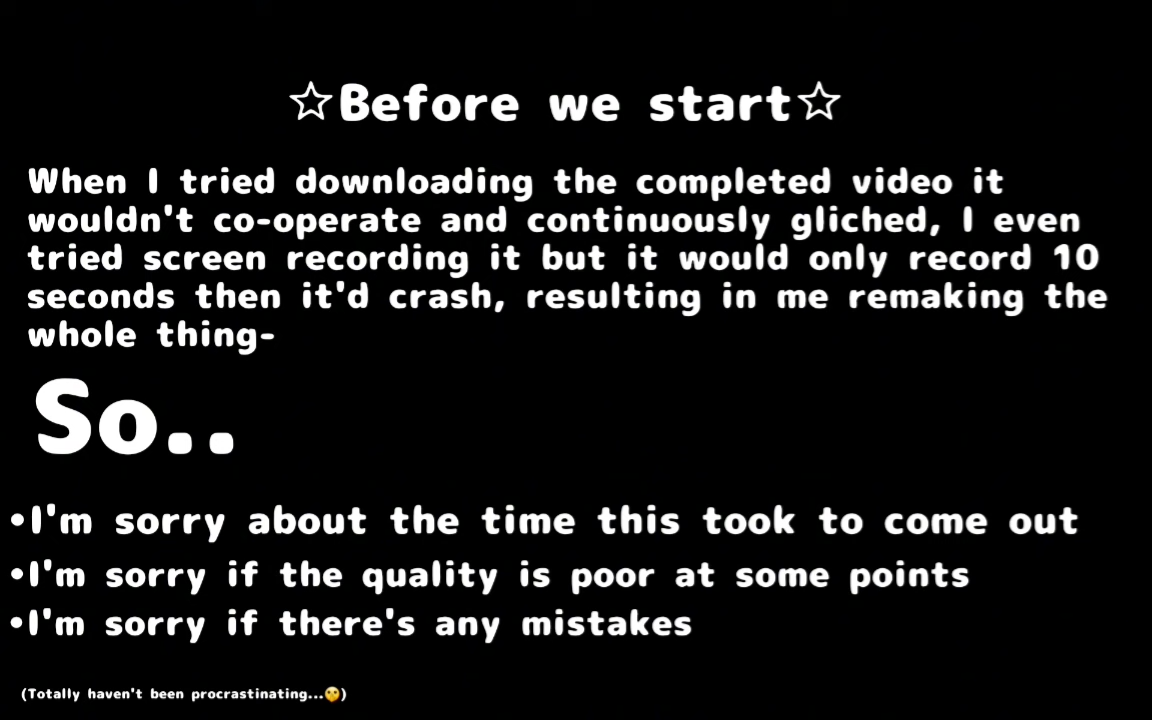 ☆Before we start☆
When I tried downloading the completed video it
wouldn't co-operate and continuously gliched, I even
tried screen recording it but it would only record 10
seconds then it'd crash, resulting in me remaking the
whole thing-
So..
•I'm sorry about the time this took to come out
•I'm sorry if the quality is poor at some points
•I'm sorry if there's any mistakes
(Totally haven't been procrastinating...🤭)